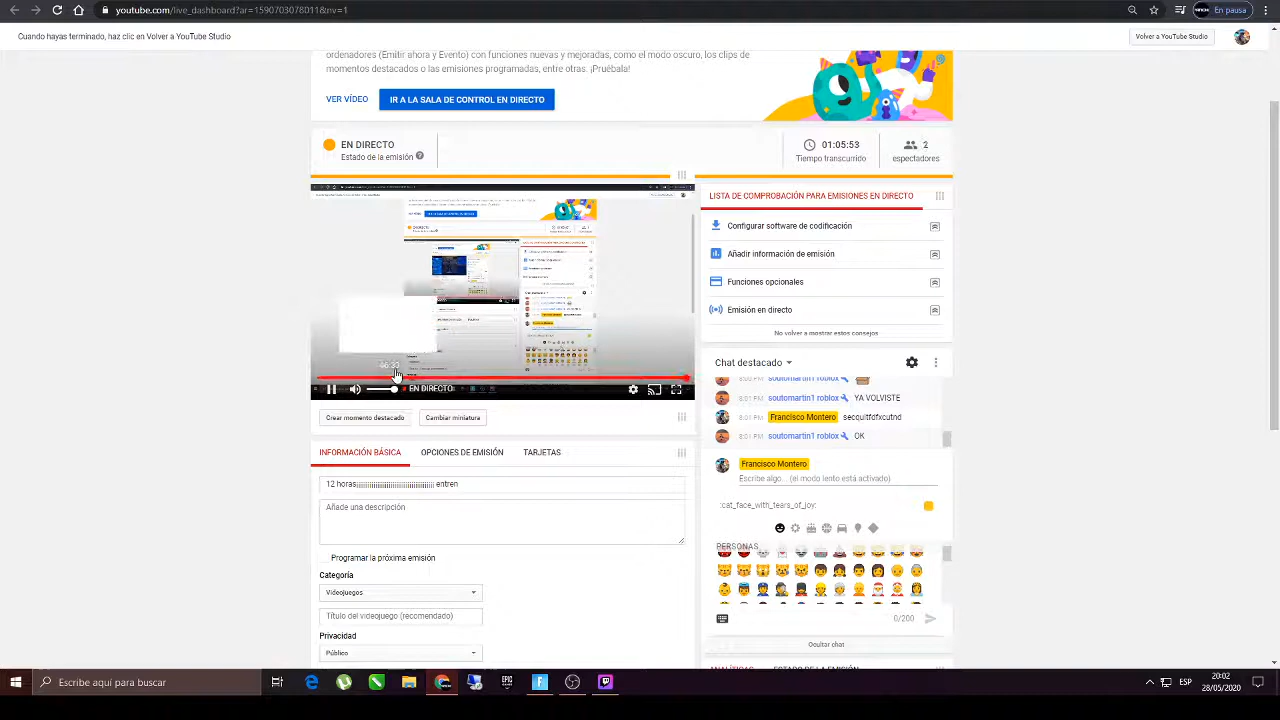 youtube.com/live_dashboard?ar=1590703078011&nv=1
En pausa
Cuando hayas terminado, haz clic en Volver a YouTube Studio
Volver a YouTube Studio
ordenadores (Emitir ahora y Evento) con funciones nuevas y mejoradas, como el modo oscuro, los clips de
momentos destacados o las emisiones programadas, entre otras. ¡Pruébala!
VER VÍDEO
IR A LA SALA DE CONTROL EN DIRECTO
EN DIRECTO
Estado de la emisión
01:05:53
Tiempo transcurrido
2
espectadores
EN DIRECTO
Crear momento destacado
Cambiar miniatura
INFORMACIÓN BÁSICA
OPCIONES DE EMISIÓN
TARJETAS
Añade una descripción
Programar la próxima emisión
Categoría
Videojuegos
Título del videojuego (recomendado)
Privacidad
Público
LISTA DE COMPROBACIÓN PARA EMISIONES EN DIRECTO
Configurar software de codificación
Añadir información de emisión
Funciones opcionales
Emisión en directo
No volver a mostrar estos consejos
Chat destacado
8:00 PM soutomartin1 roblox
8:01 PM soutomartin1 roblox YA VOLVISTE
8:01 PM Francisco Montero secquitfdfxcutnd
8:01 PM soutomartin1 roblox OK
Francisco Montero
Escribe algo... (el modo lento está activado)
:cat_face_with_tears_of_joy:
PERSONAS
0/200
Ocultar chat
ANALÍTICAS
ESTADO DE LA EMISIÓN
Escribe aquí para buscar
ESP
20:02
28/05/2020